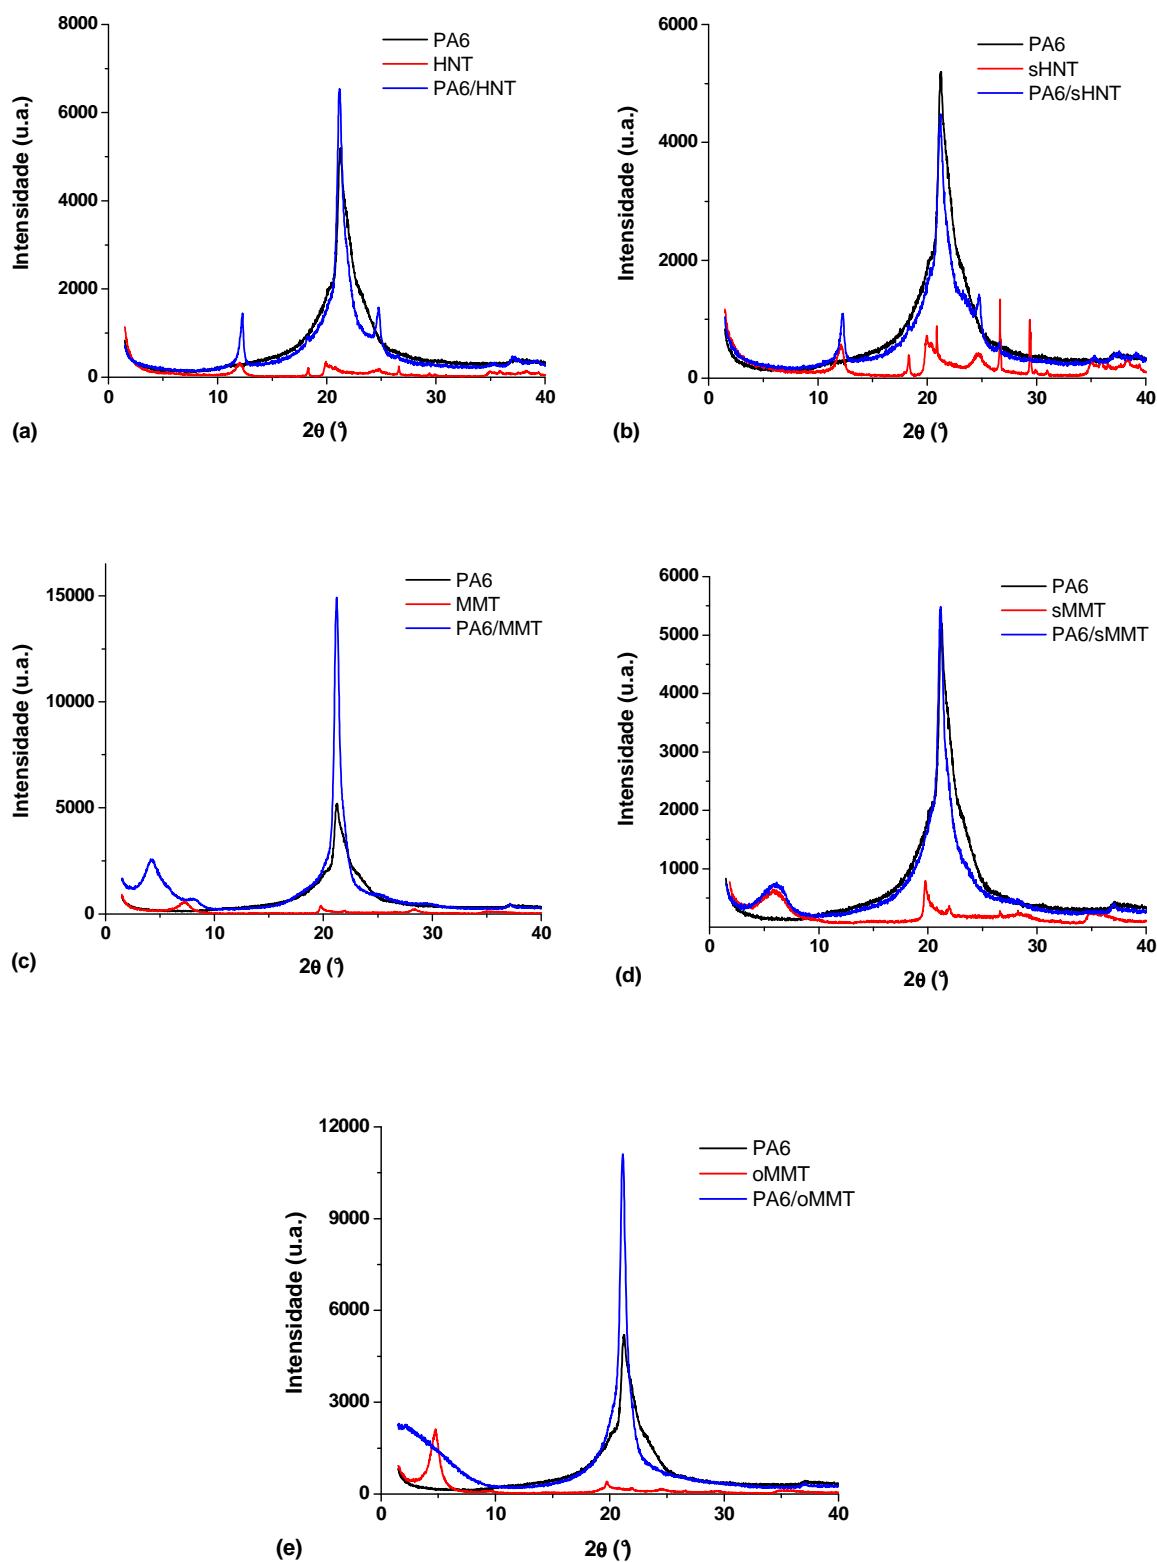 8000
6000
4000
2000
0
0
10
20
30
40
Intensidade (u.a.)
2θ (°)
PA6
HNT
PA6/HNT
(a)
6000
4000
2000
0
0
10
20
30
40
Intensidade (u.a.)
2θ (°)
PA6
sHNT
PA6/sHNT
(b)
15000
10000
5000
0
0
10
20
30
40
Intensidade (u.a.)
2θ (°)
PA6
MMT
PA6/MMT
(c)
6000
5000
4000
3000
2000
1000
0
0
10
20
30
40
Intensidade (u.a.)
2θ (°)
PA6
sMMT
PA6/sMMT
(d)
12000
9000
6000
3000
0
0
10
20
30
40
Intensidade (u.a.)
2θ (°)
PA6
oMMT
PA6/oMMT
(e)